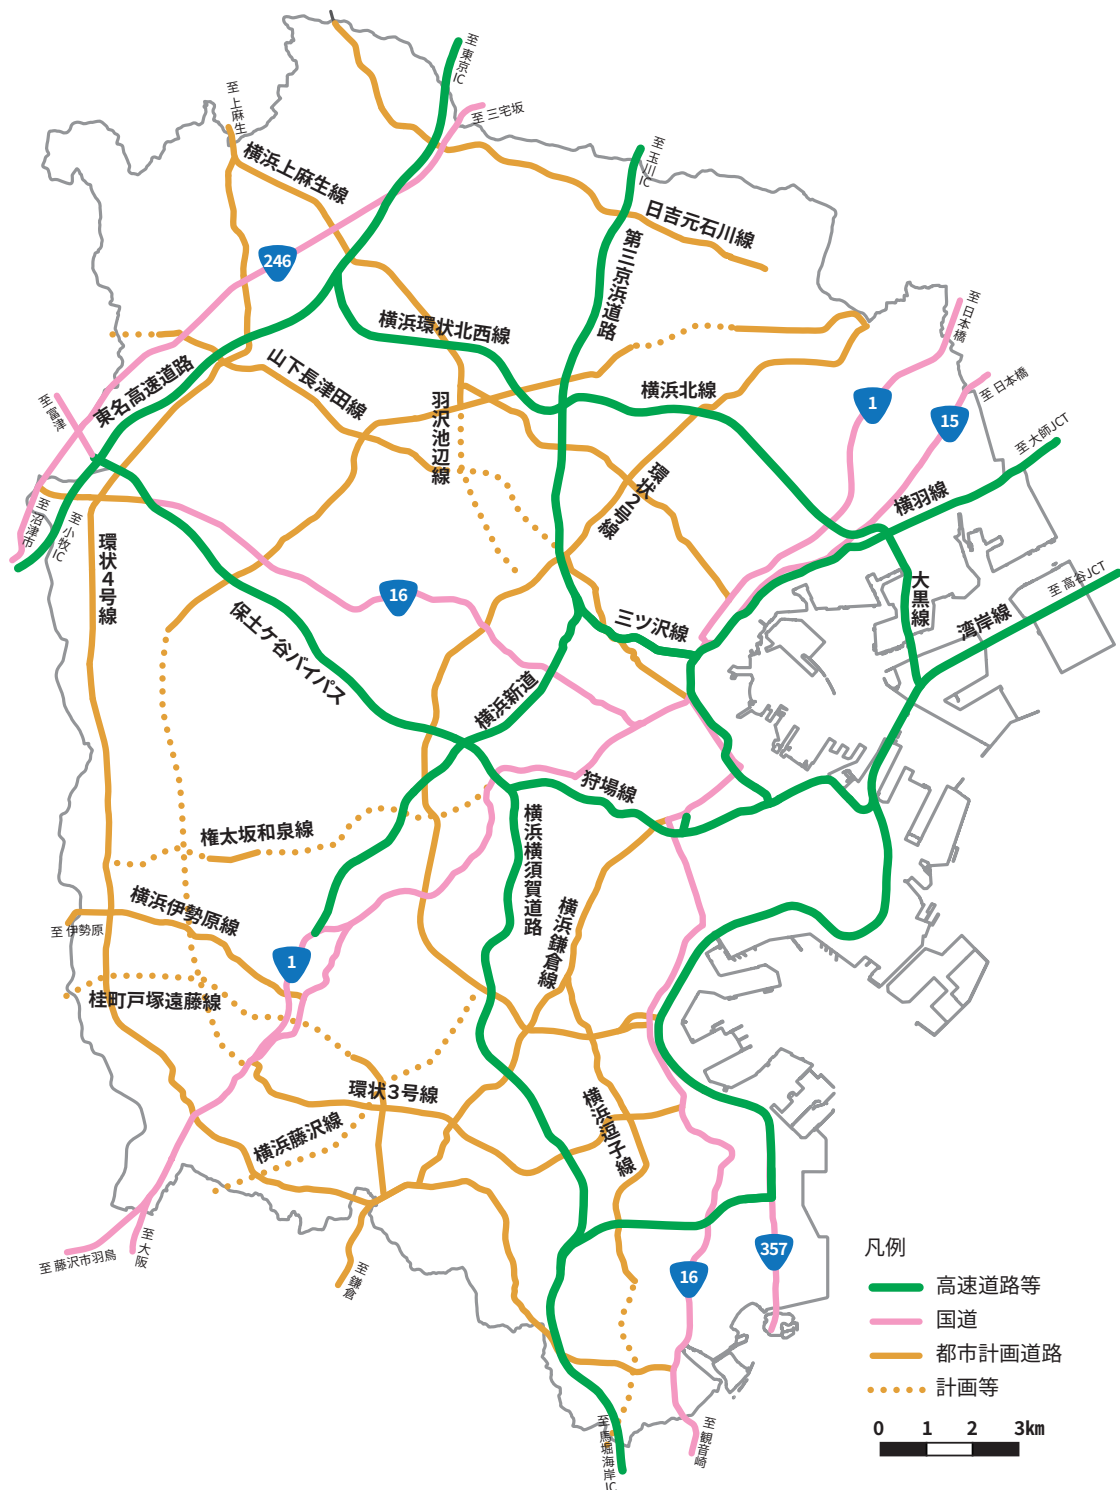 至 東京IC
至 三宅坂
至 上麻生
横浜上麻生線
至 玉川IC
日吉元石川線
246
第三京浜道路
至 日本橋
横浜環状北西線
山下長津田線
東名高速道路
横浜北線
1
15
至 日本橋
至 富津
羽沢池辺線
至 大師JCT
環状2号線
横羽線
至 沼津市
至 小牧IC
環状4号線
16
大黒線
至 高谷JCT
湾岸線
保土ケ谷バイパス
三ツ沢線
横浜新道
狩場線
横浜横須賀道路
権太坂和泉線
横浜伊勢原線
至 伊勢原
横浜鎌倉線
1
桂町戸塚遠藤線
環状3号線
横浜藤沢線
横浜逗子線
至 藤沢市羽鳥
至 大阪
至 鎌倉
16
357
至 馬堀海岸IC
至 観音崎
凡例
高速道路等
国道
都市計画道路
計画等
0 1 2 3km